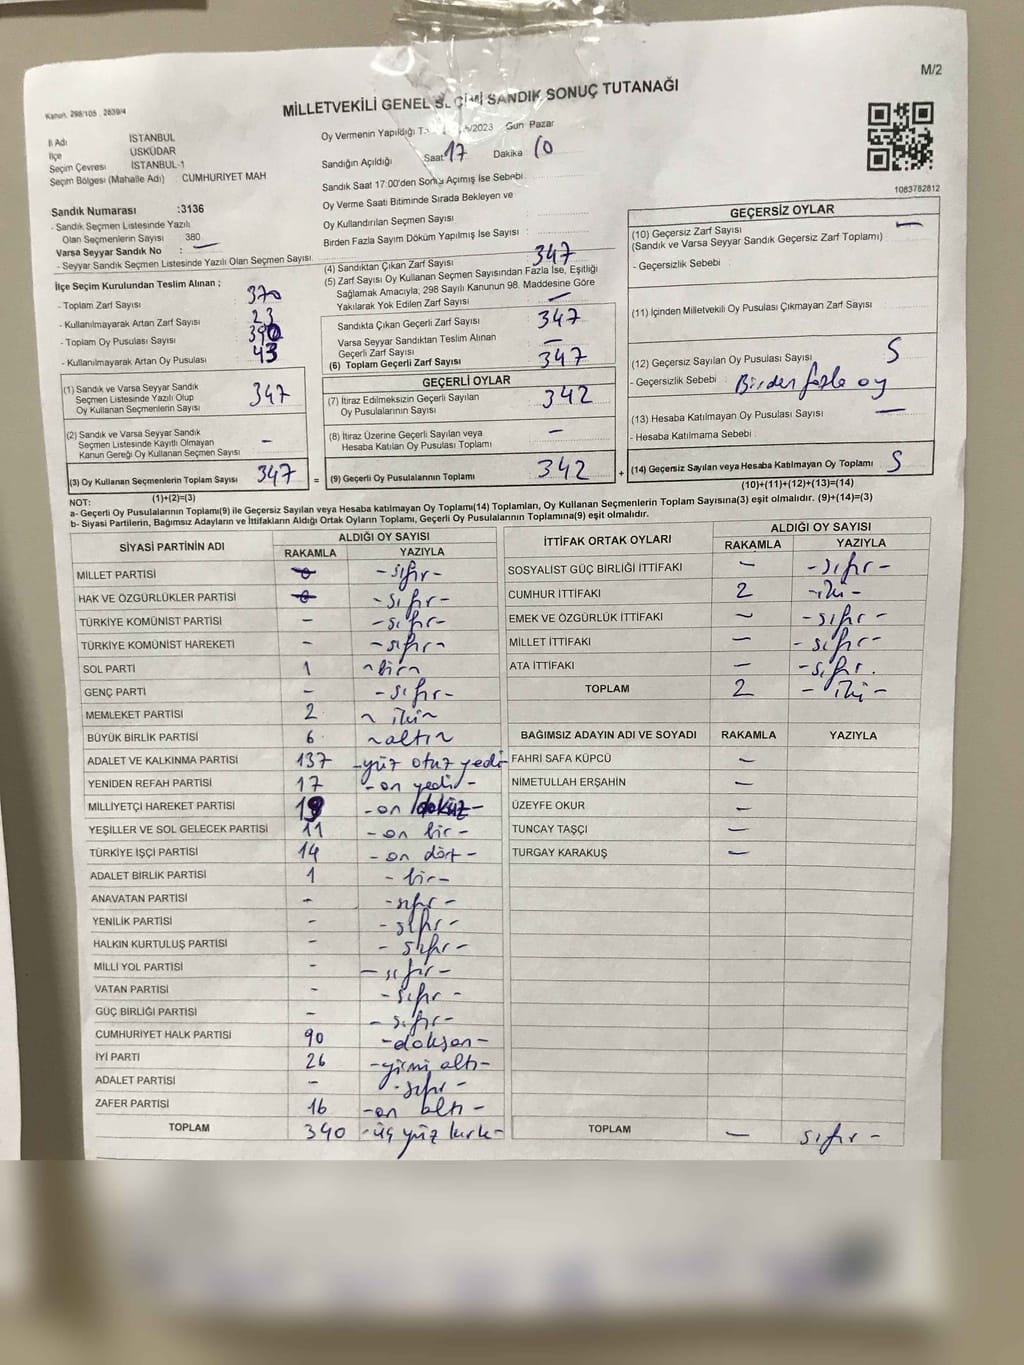 M/2
Kanun. 298/105 , 2839/4
MİLLETVEKİLİ GENEL SEÇİMİ SANDIK SONUÇ TUTANAĞI
İl Adı İSTANBUL
İlçe ÜSKÜDAR
Seçim Çevresi İSTANBUL-1
Seçim Bölgesi (Mahalle Adı) : CUMHURİYET MAH
Sandık Numarası :3136
- Sandık Seçmen Listesinde Yazılı
Olan Seçmenlerin Sayısı 380
Varsa Seyyar Sandık No : —
- Seyyar Sandık Seçmen Listesinde Yazılı Olan Seçmen Sayısı
Oy Vermenin Yapıldığı /2023 Gün Pazar
Sandığın Açıldığı Saat 17 Dakika 10
Sandık Saat 17:00'den Sonra Açılmış İse Sebebi
Oy Verme Saati Bitiminde Sırada Bekleyen ve
Oy Kullandırılan Seçmen Sayısı :
Birden Fazla Sayım Döküm Yapılmış İse Sayısı :
1083782812
İlçe Seçim Kurulundan Teslim Alınan ;
- Toplam Zarf Sayısı : 370
- Kullanılmayarak Artan Zarf Sayısı : 23
- Toplam Oy Pusulası Sayısı : 390
- Kullanılmayarak Artan Oy Pusulası : 43
(1) Sandık ve Varsa Seyyar Sandık
Seçmen Listesinde Yazılı Olup
Oy Kullanan Seçmenlerin Sayısı 347
(2) Sandık ve Varsa Seyyar Sandık
Seçmen Listesinde Kayıtlı Olmayan
Kanun Gereği Oy Kullanan Seçmen Sayısı –
(3) Oy Kullanan Seçmenlerin Toplam Sayısı 347
(1)+(2)=(3)
(4) Sandıktan Çıkan Zarf Sayısı 347
(5) Zarf Sayısı Oy Kullanan Seçmen Sayısından Fazla İse, Eşitliği
Sağlamak Amacıyla, 298 Sayılı Kanunun 98. Maddesine Göre
Yakılarak Yok Edilen Zarf Sayısı —
Sandıkta Çıkan Geçerli Zarf Sayısı 347
Varsa Seyyar Sandıktan Teslim Alınan
Geçerli Zarf Sayısı —
(6) Toplam Geçerli Zarf Sayısı 347
GEÇERLİ OYLAR
(7) İtiraz Edilmeksizin Geçerli Sayılan
Oy Pusulalarının Sayısı 342
(8) İtiraz Üzerine Geçerli Sayılan veya
Hesaba Katılan Oy Pusulası Toplamı –
= (9) Geçerli Oy Pusulalarının Toplamı 342
GEÇERSİZ OYLAR
(10) Geçersiz Zarf Sayısı
(Sandık ve Varsa Seyyar Sandık Geçersiz Zarf Toplamı) —
- Geçersizlik Sebebi :
(11) İçinden Milletvekili Oy Pusulası Çıkmayan Zarf Sayısı
(12) Geçersiz Sayılan Oy Pusulası Sayısı 5
- Geçersizlik Sebebi : Birden fazla oy
(13) Hesaba Katılmayan Oy Pusulası Sayısı —
- Hesaba Katılmama Sebebi :
+ (14) Geçersiz Sayılan veya Hesaba Katılmayan Oy Toplamı 5
(10)+(11)+(12)+(13)=(14)
NOT:
a- Geçerli Oy Pusulalarının Toplamı(9) ile Geçersiz Sayılan veya Hesaba katılmayan Oy Toplamı(14) Toplamları, Oy Kullanan Seçmenlerin Toplam Sayısına(3) eşit olmalıdır. (9)+(14)=(3)
b- Siyasi Partilerin, Bağımsız Adayların ve İttifakların Aldığı Ortak Oyların Toplamı, Geçerli Oy Pusulalarının Toplamına(9) eşit olmalıdır.
SİYASİ PARTİNİN ADI ALDIĞI OY SAYISI
RAKAMLA YAZIYLA
MİLLET PARTİSİ 0 -sıfır-
HAK VE ÖZGÜRLÜKLER PARTİSİ 0 -sıfır-
TÜRKİYE KOMÜNİST PARTİSİ – -sıfır-
TÜRKİYE KOMÜNİST HAREKETİ – -sıfır-
SOL PARTİ 1 -bir-
GENÇ PARTİ – -sıfır-
MEMLEKET PARTİSİ 2 -iki-
BÜYÜK BİRLİK PARTİSİ 6 -altı-
ADALET VE KALKINMA PARTİSİ 137 -yüz otuz yedi-
YENİDEN REFAH PARTİSİ 17 -on yedi-
MİLLİYETÇİ HAREKET PARTİSİ 19 -on dokuz-
YEŞİLLER VE SOL GELECEK PARTİSİ 11 -on bir-
TÜRKİYE İŞÇİ PARTİSİ 14 -on dört-
ADALET BİRLİK PARTİSİ 1 -bir-
ANAVATAN PARTİSİ – -sıfır-
YENİLİK PARTİSİ – -sıfır-
HALKIN KURTULUŞ PARTİSİ – -sıfır-
MİLLİ YOL PARTİSİ – -sıfır-
VATAN PARTİSİ – -sıfır-
GÜÇ BİRLİĞİ PARTİSİ – -sıfır-
CUMHURİYET HALK PARTİSİ 90 -doksan-
İYİ PARTİ 26 -yirmi altı-
ADALET PARTİSİ – -sıfır-
ZAFER PARTİSİ 16 -on altı-
TOPLAM 340 -üç yüz kırk-
İTTİFAK ORTAK OYLARI ALDIĞI OY SAYISI
RAKAMLA YAZIYLA
SOSYALİST GÜÇ BİRLİĞİ İTTİFAKI – -sıfır-
CUMHUR İTTİFAKI 2 -iki-
EMEK VE ÖZGÜRLÜK İTTİFAKI – -sıfır-
MİLLET İTTİFAKI – -sıfır-
ATA İTTİFAKI – -sıfır.
TOPLAM 2 -iki-
BAĞIMSIZ ADAYIN ADI VE SOYADI RAKAMLA YAZIYLA
FAHRİ SAFA KÜPCÜ –
NİMETULLAH ERŞAHİN –
ÜZEYFE OKUR –
TUNCAY TAŞÇI –
TURGAY KARAKUŞ –
TOPLAM – sıfır-